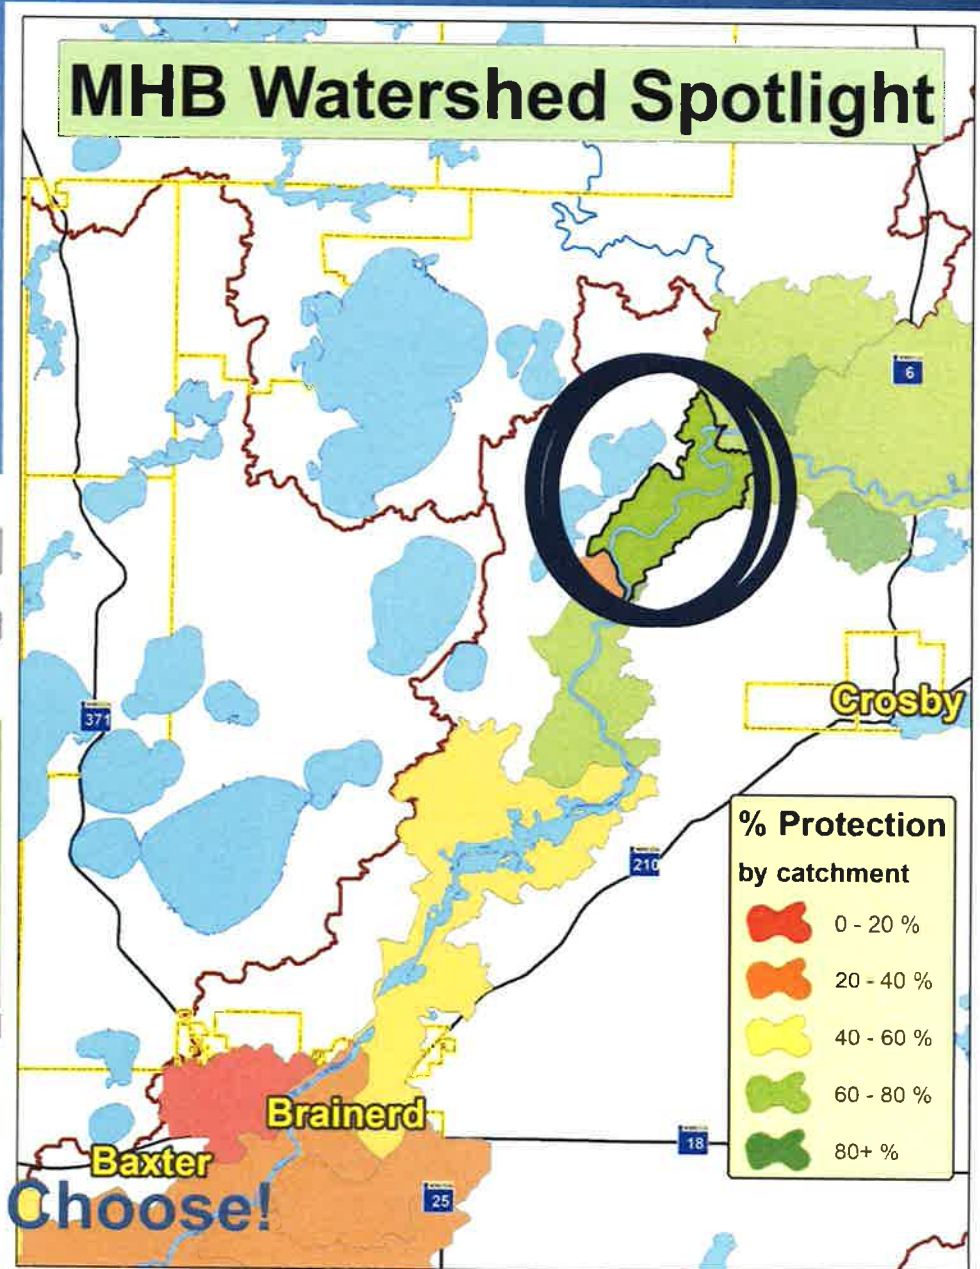 MHB Watershed Spotlight
6
371
Crosby
210
% Protection
by catchment
0 - 20 %
20 - 40 %
40 - 60 %
60 - 80 %
80+ %
Brainerd
18
Baxter
25
Choose!